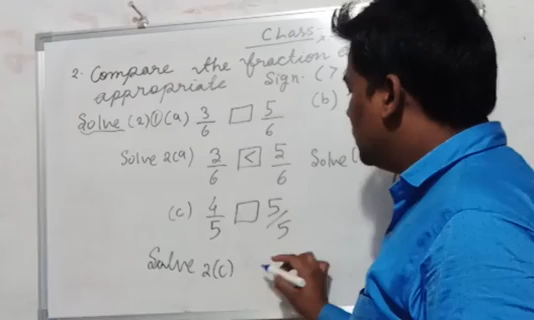 Class
2. Compare the fraction
appropriate sign. (7
Solve (2)①(a) 3/6 □ 5/6 (b)
Solve 2(a) 3/6 < 5/6 Solve (
(c) 4/5 □ 5/5
Solve 2(c)